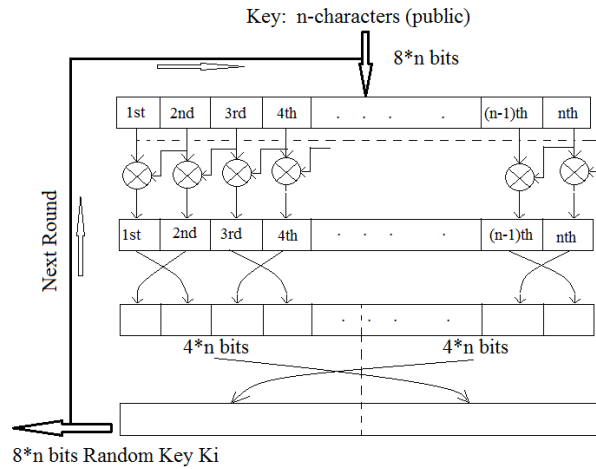 Key: n-characters (public)
8*n bits
1st 2nd 3rd 4th . . . . (n-1)th nth
Next Round
1st 2nd 3rd 4th . . . . (n-1)th nth
. . . .
4*n bits 4*n bits
8*n bits Random Key Ki